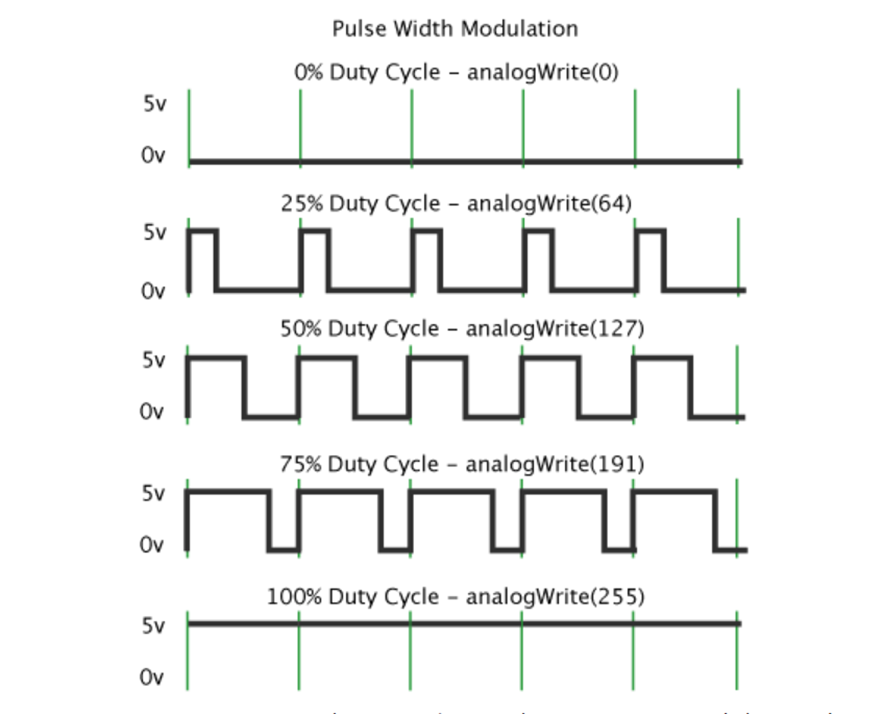 Pulse Width Modulation
0% Duty Cycle – analogWrite(0)
5v
0v
25% Duty Cycle – analogWrite(64)
5v
0v
50% Duty Cycle – analogWrite(127)
5v
0v
75% Duty Cycle – analogWrite(191)
5v
0v
100% Duty Cycle – analogWrite(255)
5v
0v